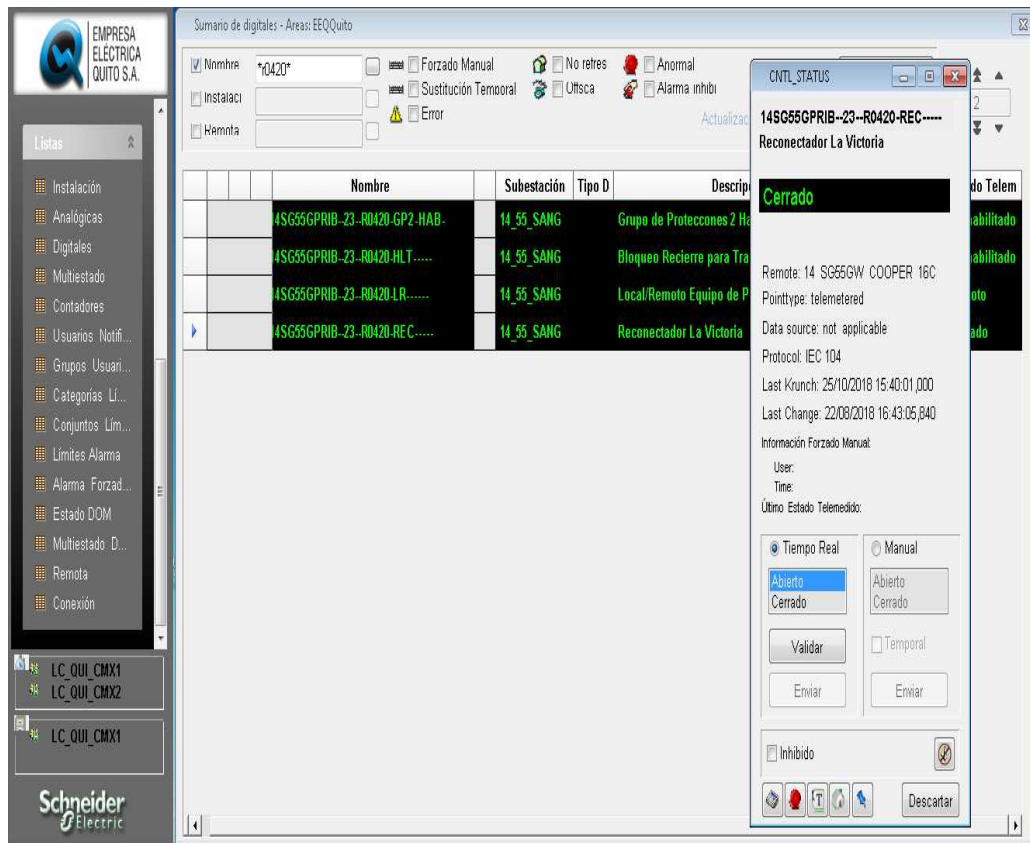 EMPRESA
ELÉCTRICA
QUITO S.A.
Listas
Instalación
Analógicas
Digitales
Multiestado
Contadores
Usuarios Notifi...
Grupos Usuari...
Categorías Lí...
Conjuntos Lím...
Límites Alarma
Alarma Forzad...
Estado DOM
Multiestado D...
Remota
Conexión
LC_QUI_CMX1
LC_QUI_CMX2
LC_QUI_CMX1
Schneider
Electric
Sumario de digitales - Areas: EEQQuito
Nombre *r0420* Forzado Manual No retres Anormal
Instalaci Sustitución Temporal Utisca Alarma inhibi
Remota Error Actualizac
2
Nombre Subestación Tipo D Descripc do Telem
14SG55GPRIB--23--R0420-GP2-HAB- 14_55_SANG Grupo de Proteccones 2 Ha abilitado
14SG55GPRIB--23--R0420-HLT----- 14_55_SANG Bloqueo Recierre para Tra abilitado
14SG55GPRIB--23--R0420-LR------ 14_55_SANG Local/Remoto Equipo de P oto
14SG55GPRIB--23--R0420-REC----- 14_55_SANG Reconectador La Victoria ado
CNTL_STATUS
14SG55GPRIB--23--R0420-REC-----
Reconectador La Victoria
Cerrado
Remote: 14 SG55GW COOPER 16C
Pointtype: telemetered
Data source: not applicable
Protocol: IEC 104
Last Krunch: 25/10/2018 15:40:01,000
Last Change: 22/08/2018 16:43:05,840
Información Forzado Manual:
User:
Time:
Último Estado Telemedido:
Tiempo Real Manual
Abierto Abierto
Cerrado Cerrado
Validar Temporal
Enviar Enviar
Inhibido
Descartar